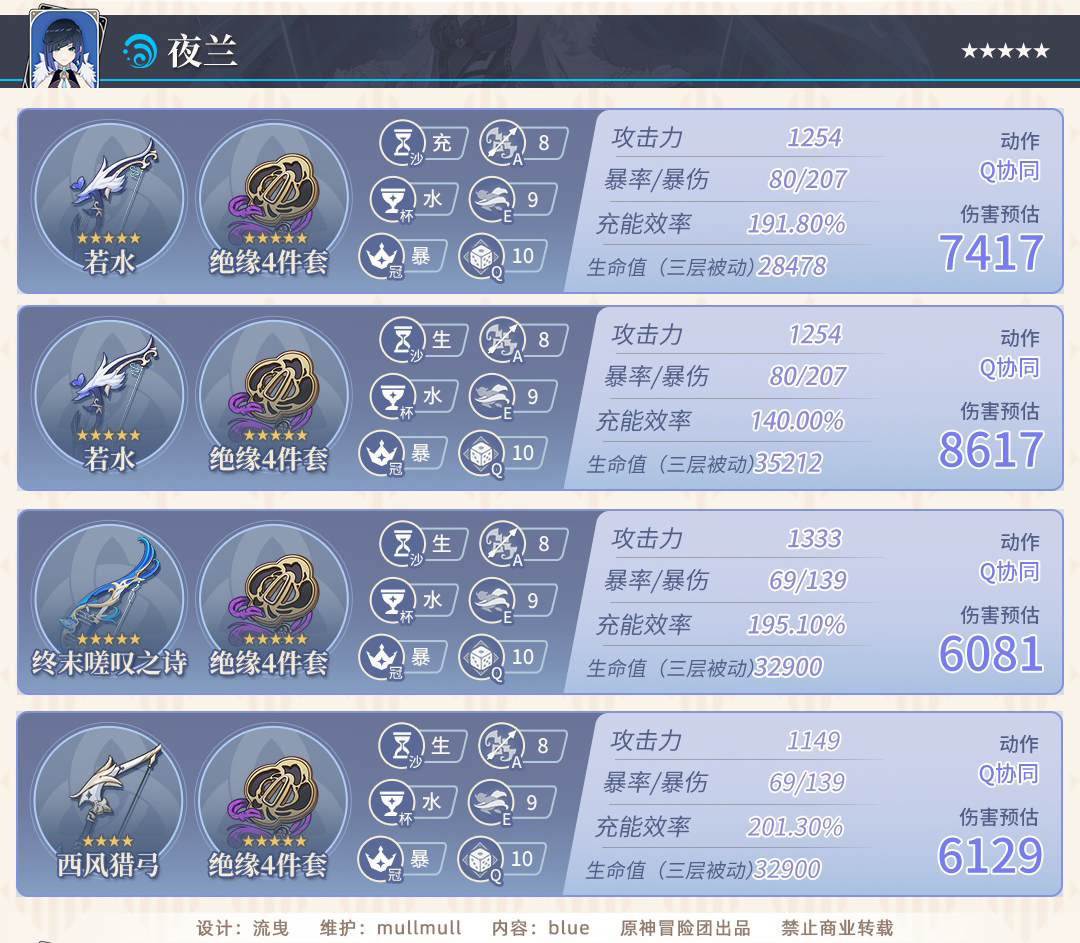 夜兰
★★★★★
沙 充
A 8
杯 水
E 9
冠 暴
Q 10
★★★★★
若水
★★★★★
绝缘4件套
攻击力 1254
暴率/暴伤 80/207
充能效率 191.80%
生命值（三层被动）28478
动作
Q协同
伤害预估
7417
沙 生
A 8
杯 水
E 9
冠 暴
Q 10
★★★★★
若水
★★★★★
绝缘4件套
攻击力 1254
暴率/暴伤 80/207
充能效率 140.00%
生命值（三层被动）35212
动作
Q协同
伤害预估
8617
沙 生
A 8
杯 水
E 9
冠 暴
Q 10
★★★★★
终末嗟叹之诗
★★★★★
绝缘4件套
攻击力 1333
暴率/暴伤 69/139
充能效率 195.10%
生命值（三层被动）32900
动作
Q协同
伤害预估
6081
沙 生
A 8
杯 水
E 9
冠 暴
Q 10
★★★★
西风猎弓
★★★★★
绝缘4件套
攻击力 1149
暴率/暴伤 69/139
充能效率 201.30%
生命值（三层被动）32900
动作
Q协同
伤害预估
6129
设计：流曳 维护：mullmull 内容：blue 原神冒险团出品 禁止商业转载